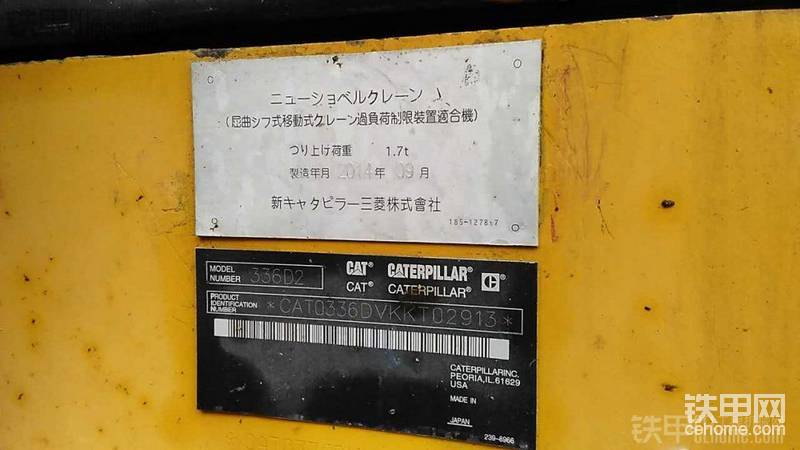 ニューショベルクレーン
(屈曲ジブ式移動式クレーン過負荷制限装置適合機)
つり上げ荷重 1.7t
製造年月 2014年 09月
新キャタピラー三菱株式會社
185-1278-7
MODEL NUMBER 336D2
CAT® CATERPILLAR® C
CAT® CATERPILLAR®
PRODUCT IDENTIFICATION NUMBER *CAT0336DVKKT02913*
CATERPILLAR INC.
PEORIA, IL. 61629
USA
MADE IN
JAPAN
239-6966
铁甲网
cehome.com